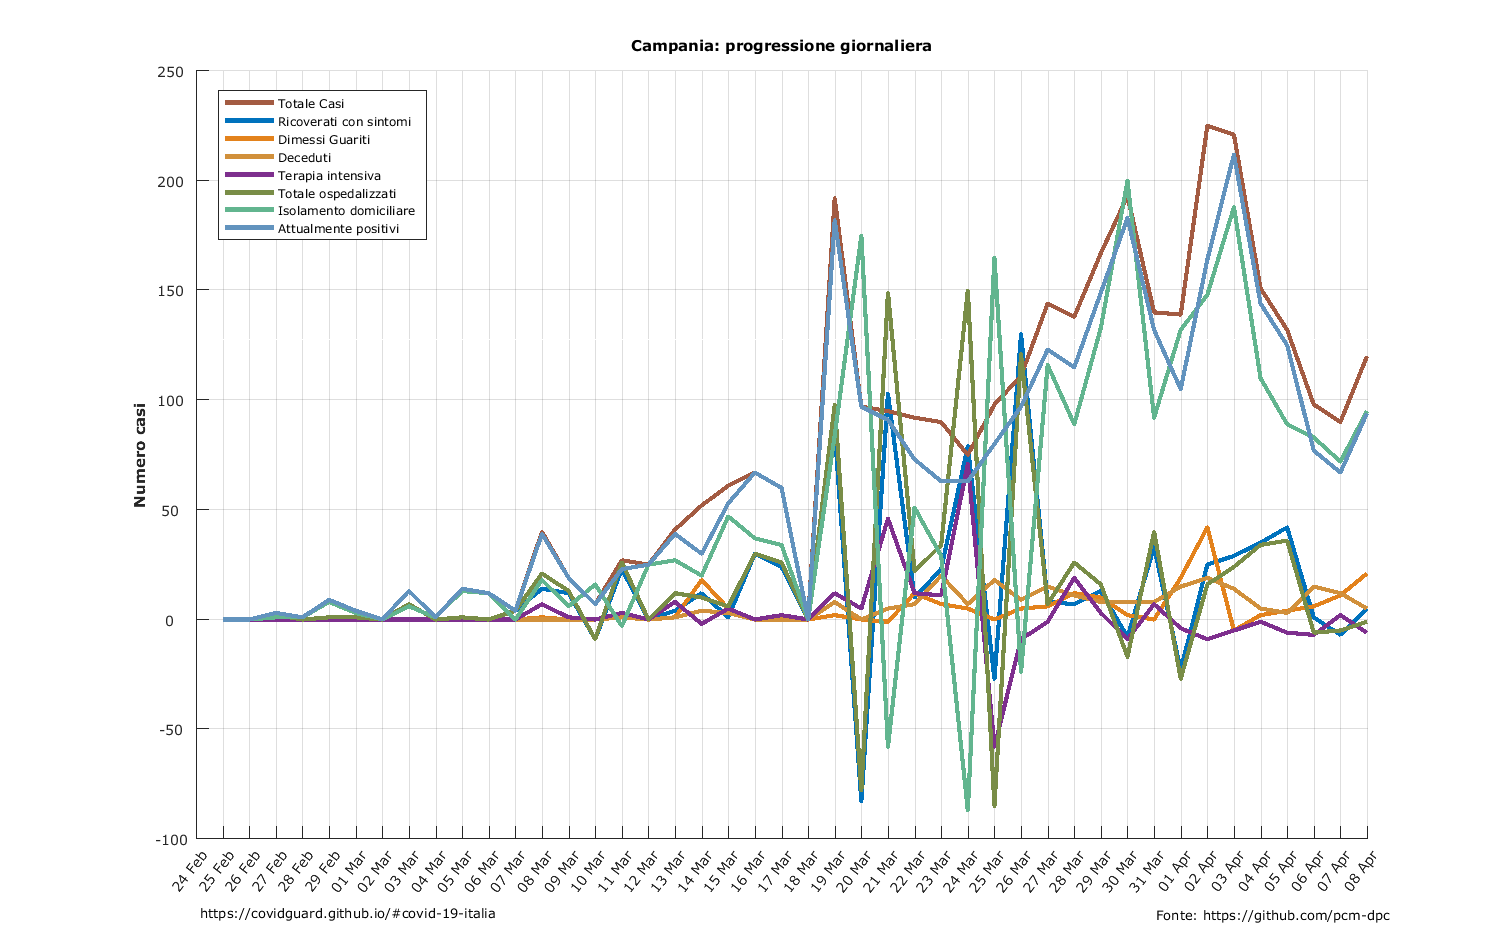 Campania: progressione giornaliera
250
200
150
100
50
0
-50
-100
Numero casi
Totale Casi
Ricoverati con sintomi
Dimessi Guariti
Deceduti
Terapia intensiva
Totale ospedalizzati
Isolamento domiciliare
Attualmente positivi
24 Feb
25 Feb
26 Feb
27 Feb
28 Feb
29 Feb
01 Mar
02 Mar
03 Mar
04 Mar
05 Mar
06 Mar
07 Mar
08 Mar
09 Mar
10 Mar
11 Mar
12 Mar
13 Mar
14 Mar
15 Mar
16 Mar
17 Mar
18 Mar
19 Mar
20 Mar
21 Mar
22 Mar
23 Mar
24 Mar
25 Mar
26 Mar
27 Mar
28 Mar
29 Mar
30 Mar
31 Mar
01 Apr
02 Apr
03 Apr
04 Apr
05 Apr
06 Apr
07 Apr
08 Apr
https://covidguard.github.io/#covid-19-italia
Fonte: https://github.com/pcm-dpc